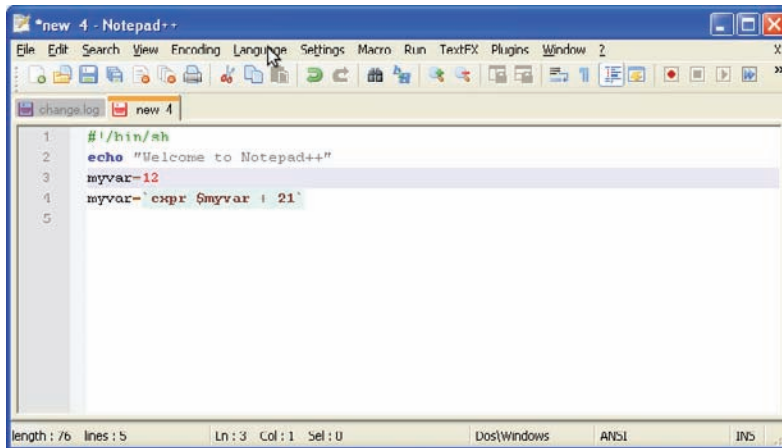 *new 4 - Notepad++
File Edit Search View Encoding Language Settings Macro Run TextFX Plugins Window ? X
change.log new 4
1 #!/bin/sh
2 echo "Welcome to Notepad++"
3 myvar=12
4 myvar=`expr $myvar + 21`
5
length : 76 lines : 5 Ln : 3 Col : 1 Sel : 0 Dos\Windows ANSI INS